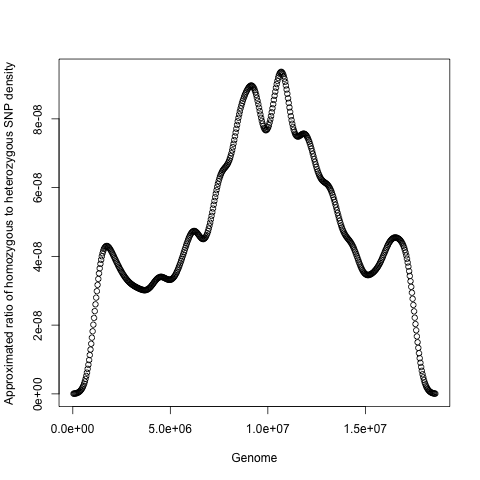 Approximated ratio of homozygous to heterozygous SNP density
8e-08
6e-08
4e-08
2e-08
0e+00
0.0e+00 5.0e+06 1.0e+07 1.5e+07
Genome